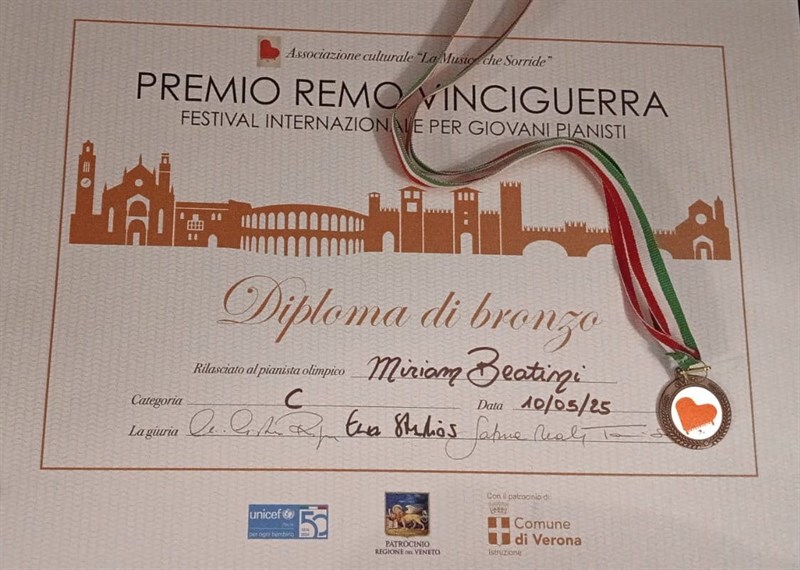 Associazione culturale "La Musica che Sorride"
PREMIO REMO VINCIGUERRA
FESTIVAL INTERNAZIONALE PER GIOVANI PIANISTI
Diploma di bronzo
Rilasciato al pianista olimpico Miriam Beatini
Categoria C Data 10/05/25
La giuria
unicef 50
per ogni bambino
PATROCINIO
REGIONE DEL VENETO
Con il patrocinio di
Comune
di Verona
Istruzione